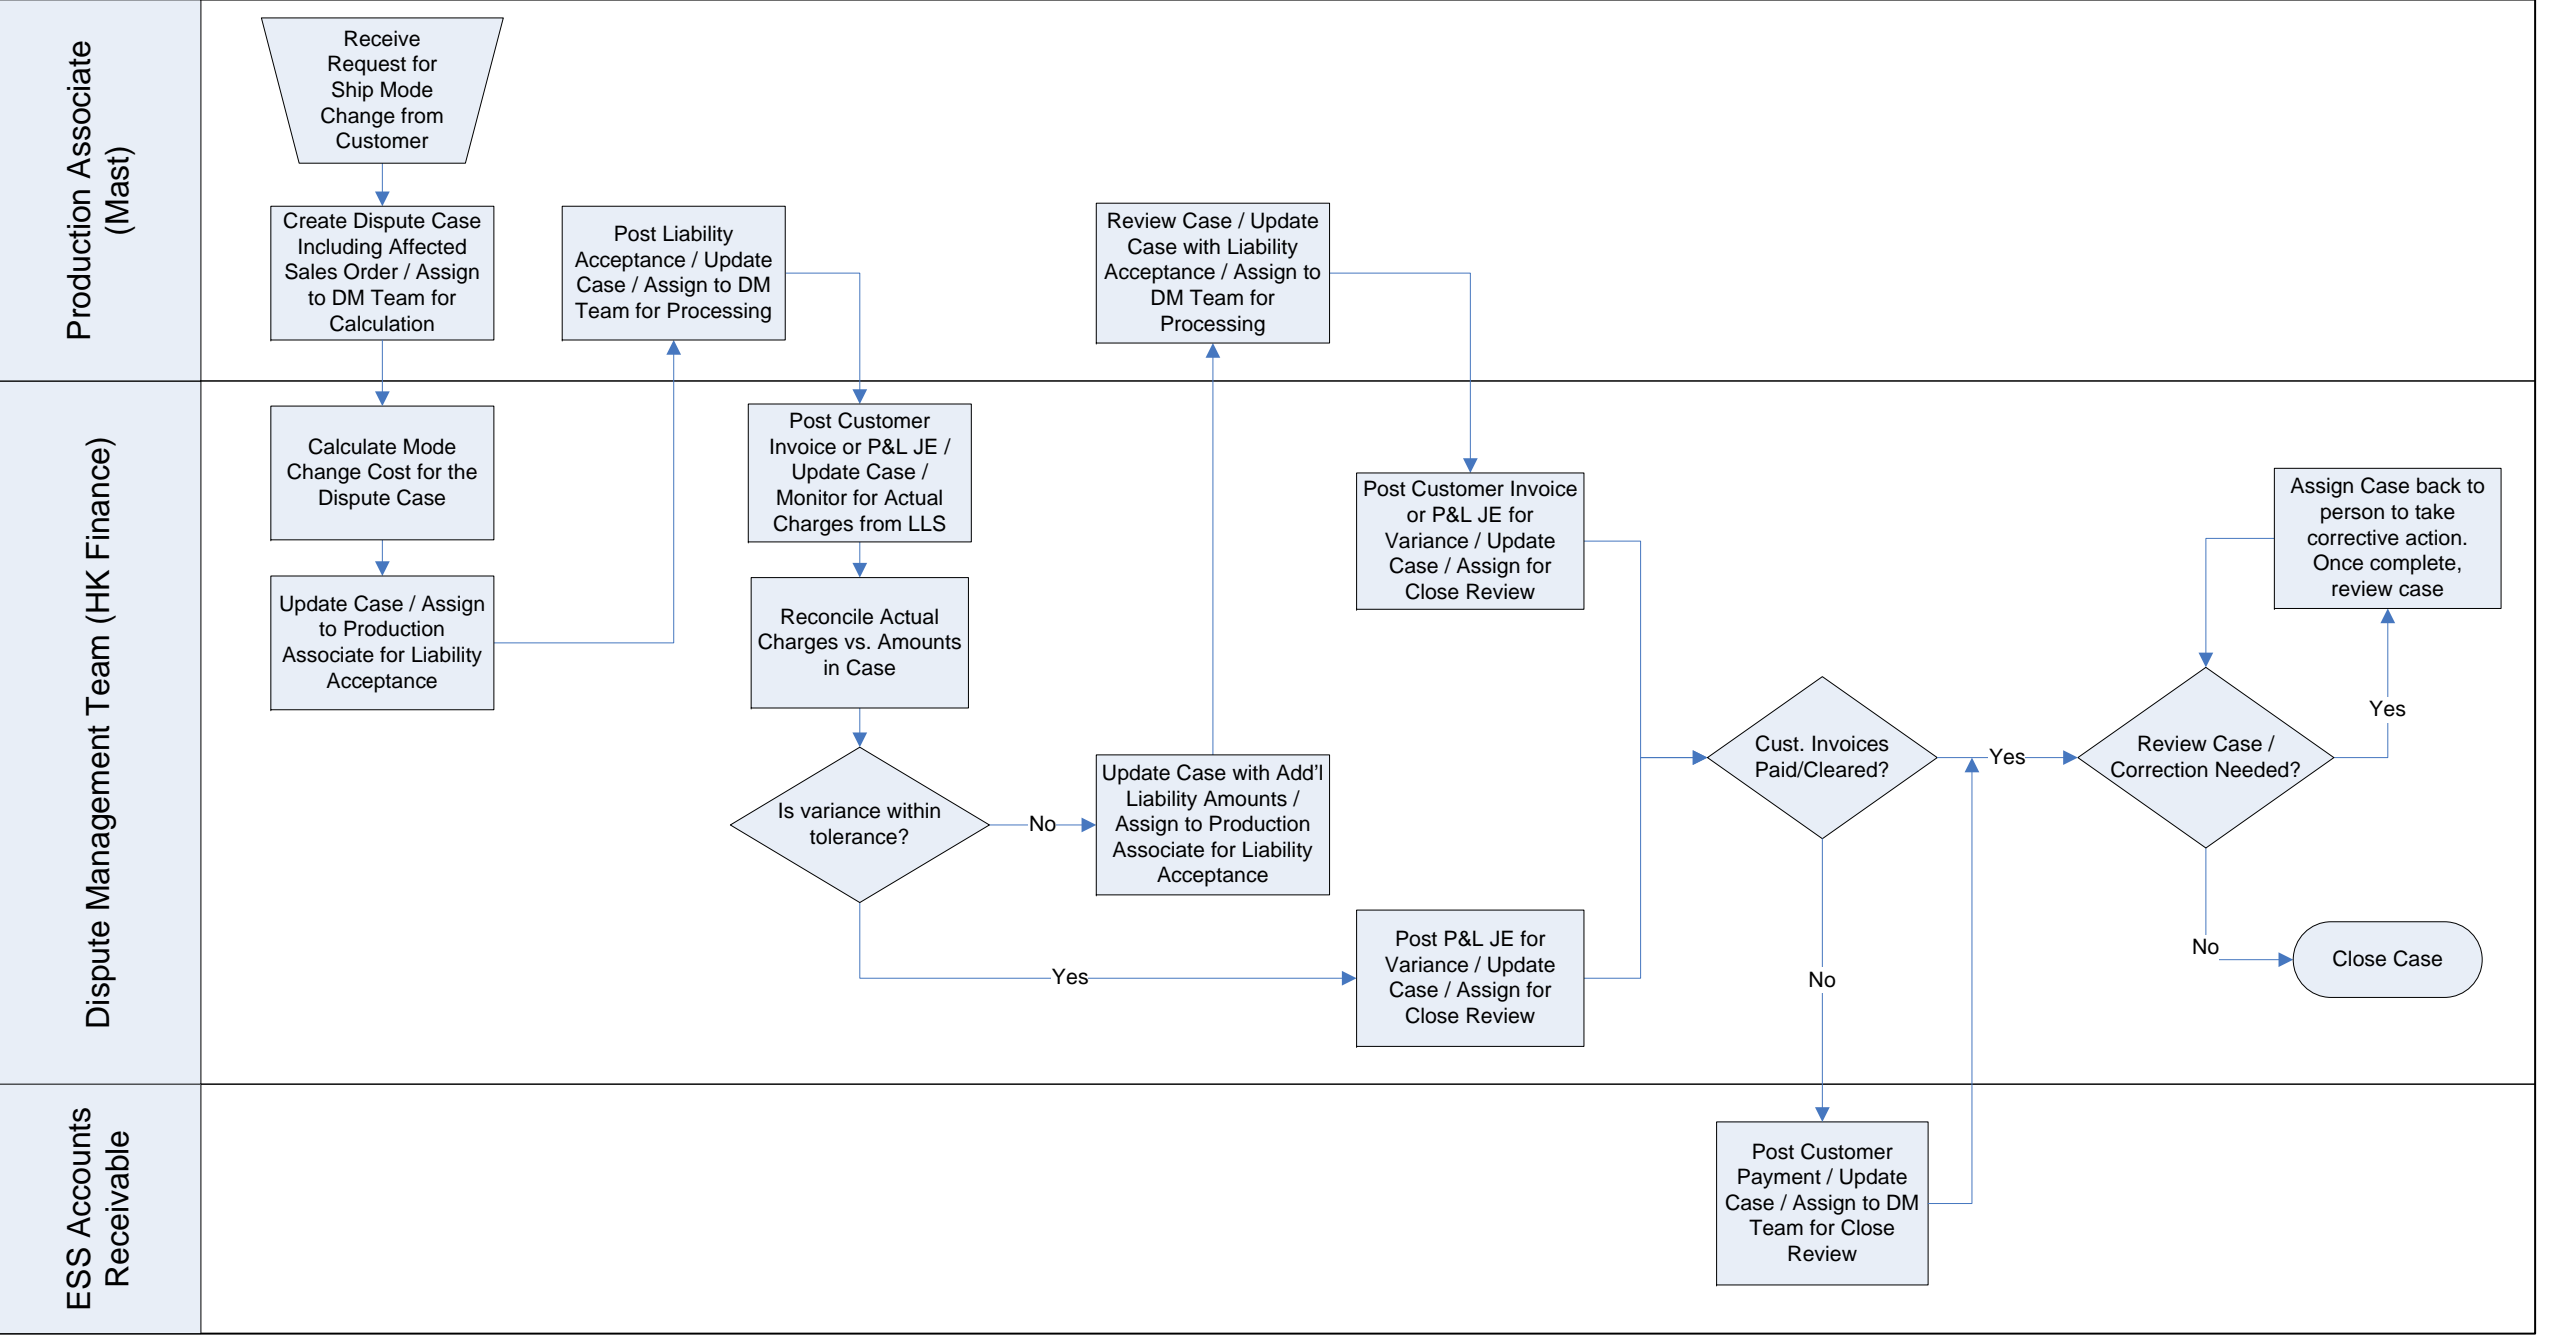 Production Associate
(Mast)
Receive
Request for
Ship Mode
Change from
Customer
Create Dispute Case
Including Affected
Sales Order / Assign
to DM Team for
Calculation
Post Liability
Acceptance / Update
Case / Assign to DM
Team for Processing
Review Case / Update
Case with Liability
Acceptance / Assign to
DM Team for
Processing
Dispute Management Team (HK Finance)
Calculate Mode
Change Cost for the
Dispute Case
Update Case / Assign
to Production
Associate for Liability
Acceptance
Post Customer
Invoice or P&L JE /
Update Case /
Monitor for Actual
Charges from LLS
Reconcile Actual
Charges vs. Amounts
in Case
Is variance within
tolerance?
No
Yes
Update Case with Add'l
Liability Amounts /
Assign to Production
Associate for Liability
Acceptance
Post Customer Invoice
or P&L JE for
Variance / Update
Case / Assign for
Close Review
Post P&L JE for
Variance / Update
Case / Assign for
Close Review
Cust. Invoices
Paid/Cleared?
Yes
No
Review Case /
Correction Needed?
Yes
Assign Case back to
person to take
corrective action.
Once complete,
review case
No
Close Case
ESS Accounts
Receivable
Post Customer
Payment / Update
Case / Assign to DM
Team for Close
Review